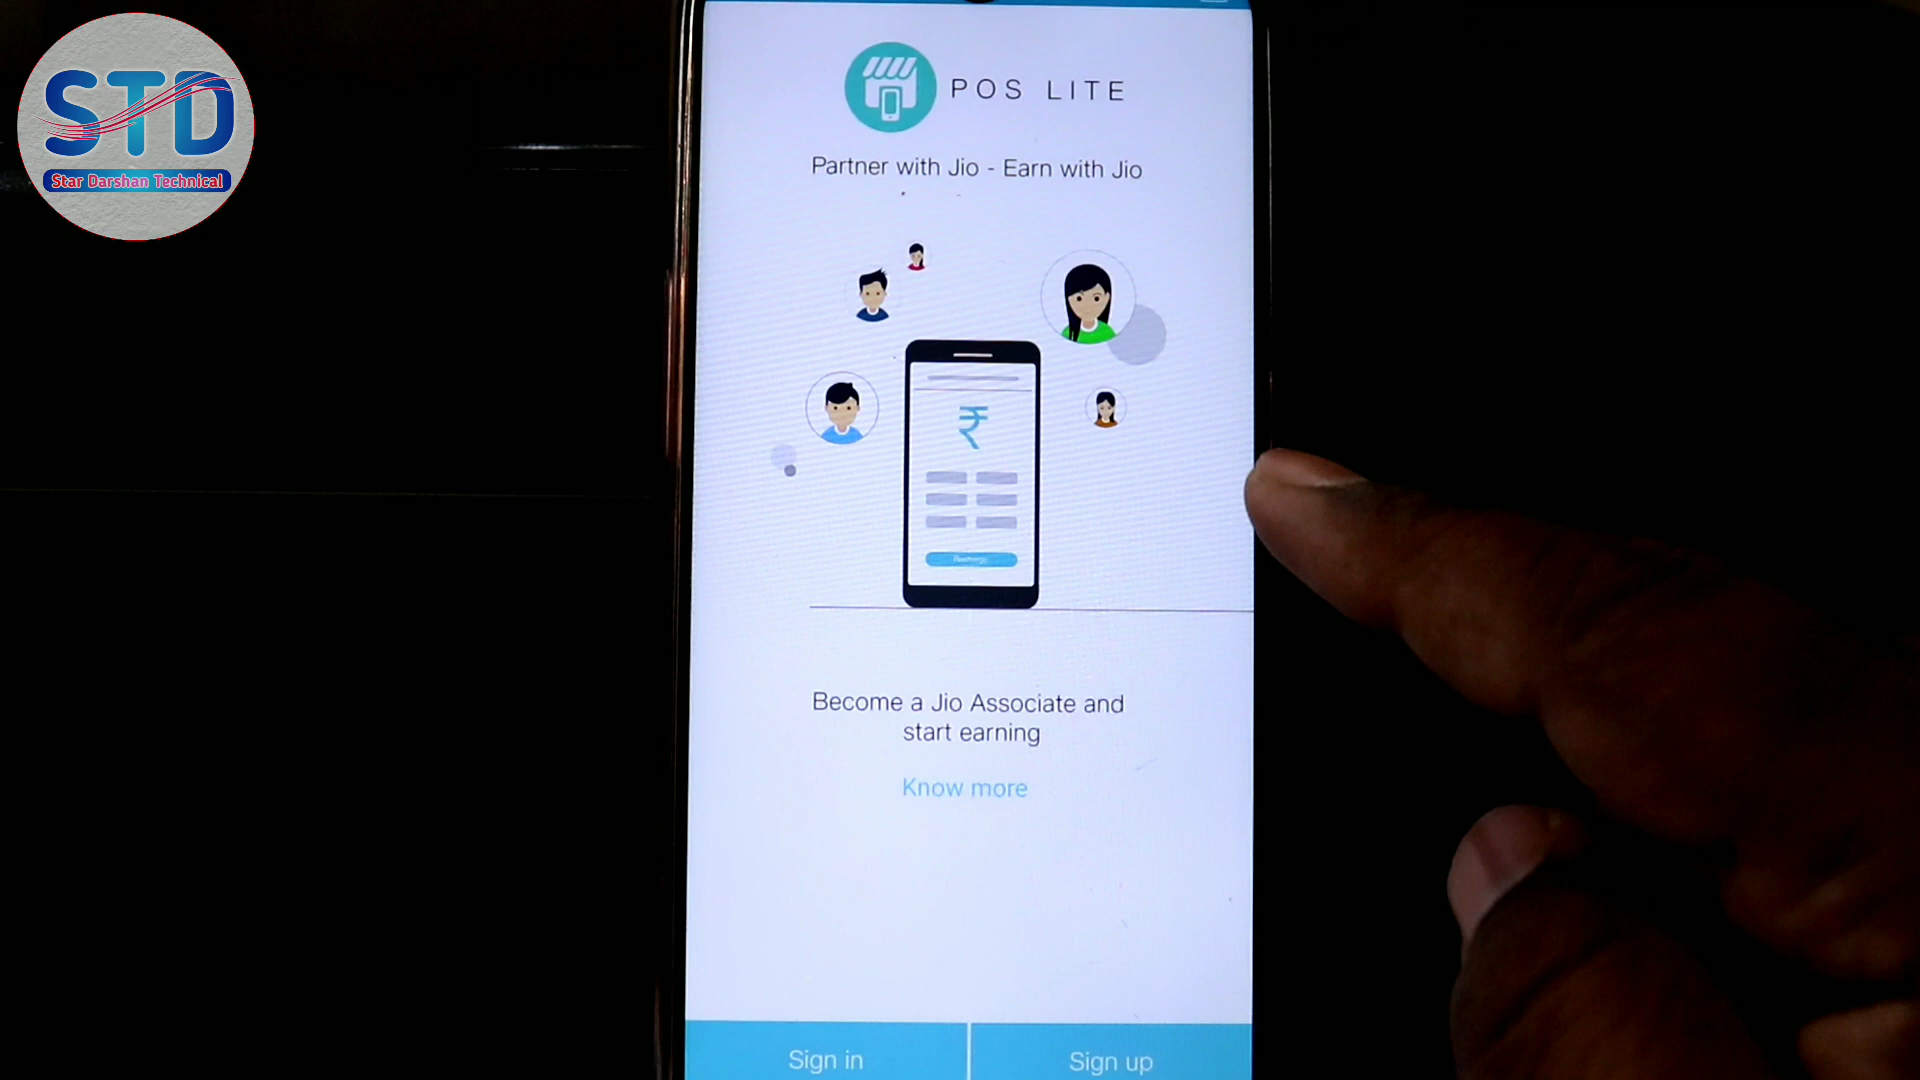 STD
Star Darshan Technical
POS LITE
Partner with Jio - Earn with Jio
₹
Become a Jio Associate and
start earning
Know more
Sign in
Sign up